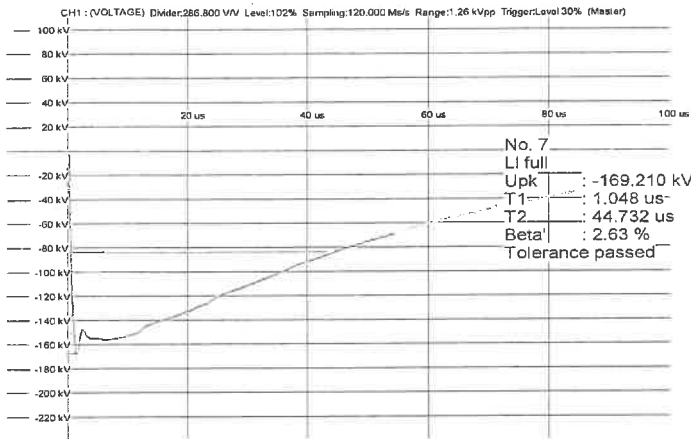 CH1 : (VOLTAGE) Divider:286.800 V/V Level:102% Sampling:120.000 Ms/s Range:1.26 kVpp Trigger:Level 30% (Master)
100 kV
80 kV
60 kV
40 kV
20 kV
20 us 40 us 60 us 80 us 100 us
-20 kV
-40 kV
-60 kV
-80 kV
-100 kV
-120 kV
-140 kV
-160 kV
-180 kV
-200 kV
-220 kV
No. 7
LI full
Upk : -169.210 kV
T1 : 1.048 us
T2 : 44.732 us
Beta' : 2.63 %
Tolerance passed